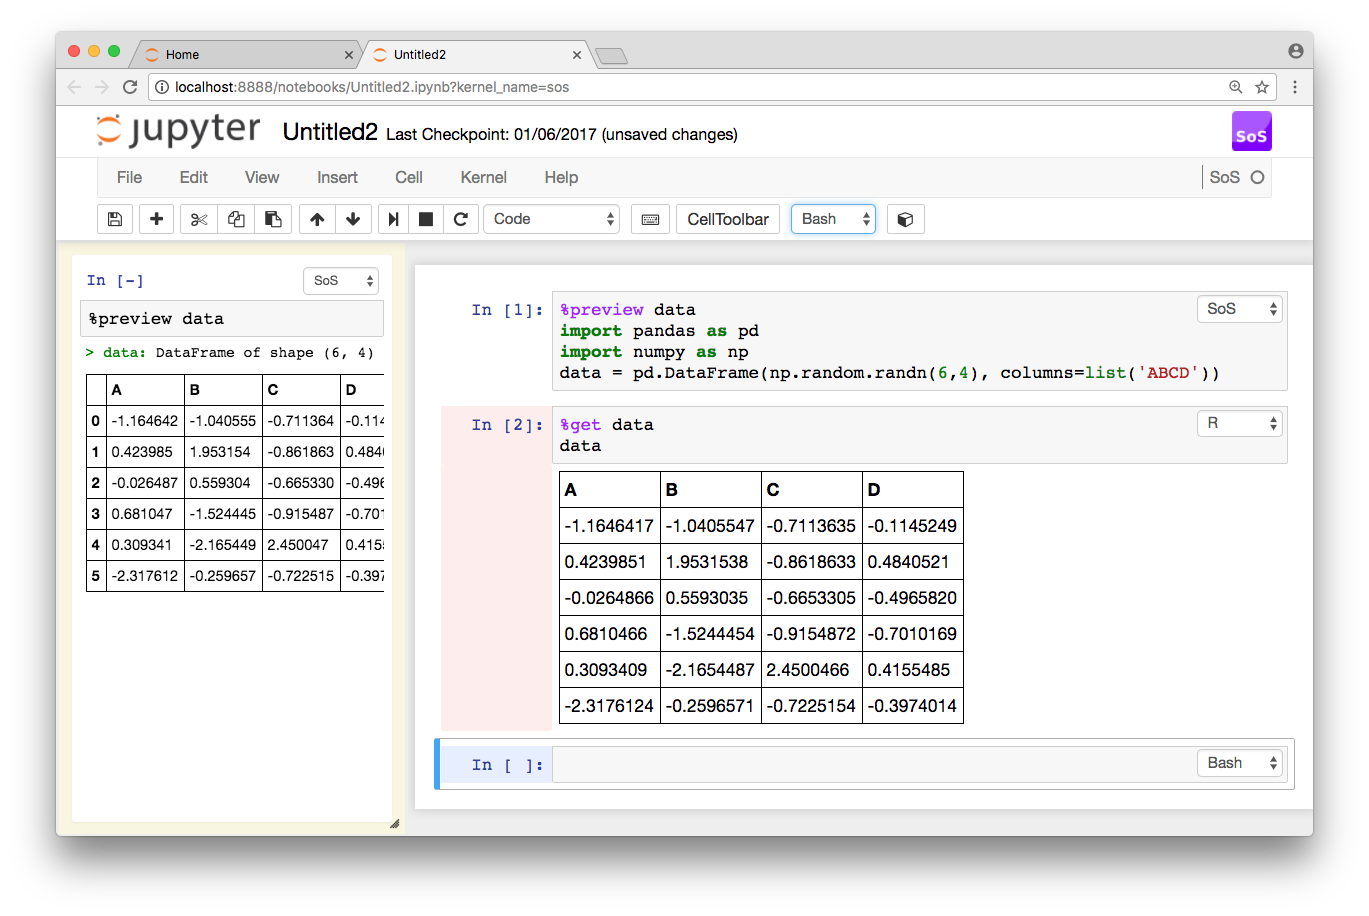 Home
Untitled2
localhost:8888/notebooks/Untitled2.ipynb?kernel_name=sos
jupyter Untitled2 Last Checkpoint: 01/06/2017 (unsaved changes)
SoS
File Edit View Insert Cell Kernel Help
SoS
Code CellToolbar Bash
In [-] SoS
%preview data
> data: DataFrame of shape (6, 4)
A B C D
0 -1.164642 -1.040555 -0.711364 -0.114
1 0.423985 1.953154 -0.861863 0.484
2 -0.026487 0.559304 -0.665330 -0.496
3 0.681047 -1.524445 -0.915487 -0.701
4 0.309341 -2.165449 2.450047 0.415
5 -2.317612 -0.259657 -0.722515 -0.397
In [1]: %preview data SoS
import pandas as pd
import numpy as np
data = pd.DataFrame(np.random.randn(6,4), columns=list('ABCD'))
In [2]: %get data R
data
A B C D
-1.1646417 -1.0405547 -0.7113635 -0.1145249
0.4239851 1.9531538 -0.8618633 0.4840521
-0.0264866 0.5593035 -0.6653305 -0.4965820
0.6810466 -1.5244454 -0.9154872 -0.7010169
0.3093409 -2.1654487 2.4500466 0.4155485
-2.3176124 -0.2596571 -0.7225154 -0.3974014
In [ ]: Bash